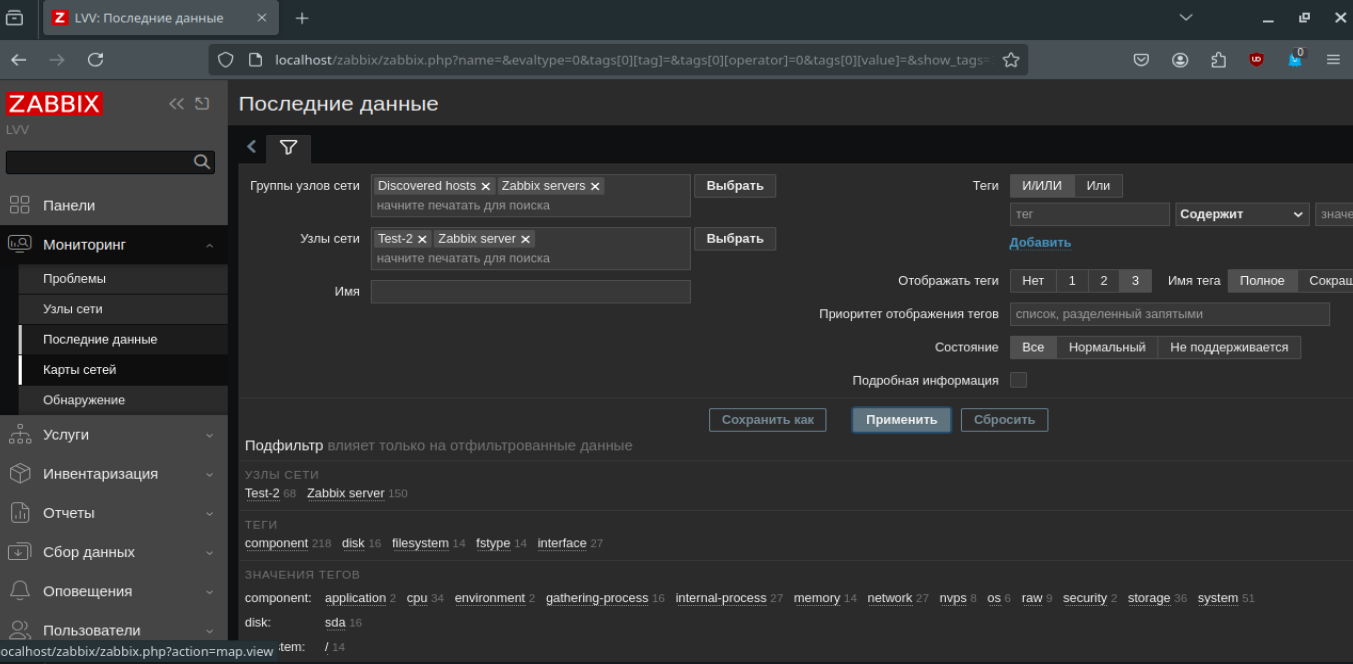 LVV: Последние данные
localhost/zabbix/zabbix.php?name=&evaltype=0&tags[0][tag]=&tags[0][operator]=0&tags[0][value]=&show_tags=
0
ZABBIX
LVV
Панели
Мониторинг
Проблемы
Узлы сети
Последние данные
Карты сетей
Обнаружение
Услуги
Инвентаризация
Отчеты
Сбор данных
Оповещения
Пользователи
ocalhost/zabbix/zabbix.php?action=map.view
Последние данные
Группы узлов сети Discovered hosts Zabbix servers Выбрать
начните печатать для поиска
Узлы сети Test-2 Zabbix server Выбрать
начните печатать для поиска
Имя
Теги И/ИЛИ Или
тег Содержит значе
Добавить
Отображать теги Нет 1 2 3 Имя тега Полное Сокращ
Приоритет отображения тегов список, разделенный запятыми
Состояние Все Нормальный Не поддерживается
Подробная информация
Сохранить как Применить Сбросить
Подфильтр влияет только на отфильтрованные данные
УЗЛЫ СЕТИ
Test-2 68 Zabbix server 150
ТЕГИ
component 218 disk 16 filesystem 14 fstype 14 interface 27
ЗНАЧЕНИЯ ТЕГОВ
component: application 2 cpu 34 environment 2 gathering-process 16 internal-process 27 memory 14 network 27 nvps 8 os 6 raw 9 security 2 storage 36 system 51
disk: sda 16
tem: / 14